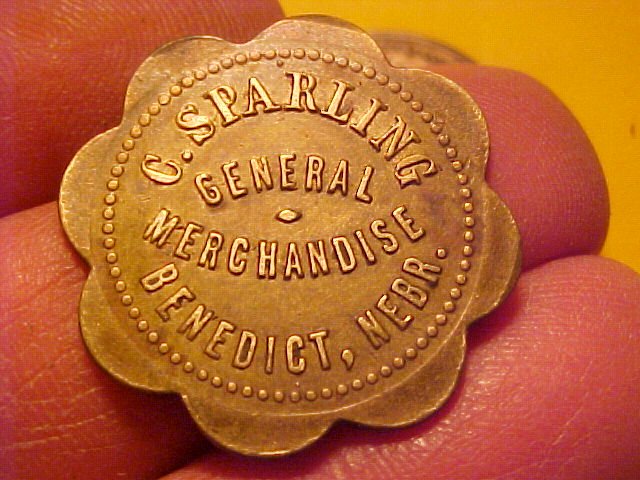 C. SPARLING
GENERAL
MERCHANDISE
BENEDICT, NEBR.